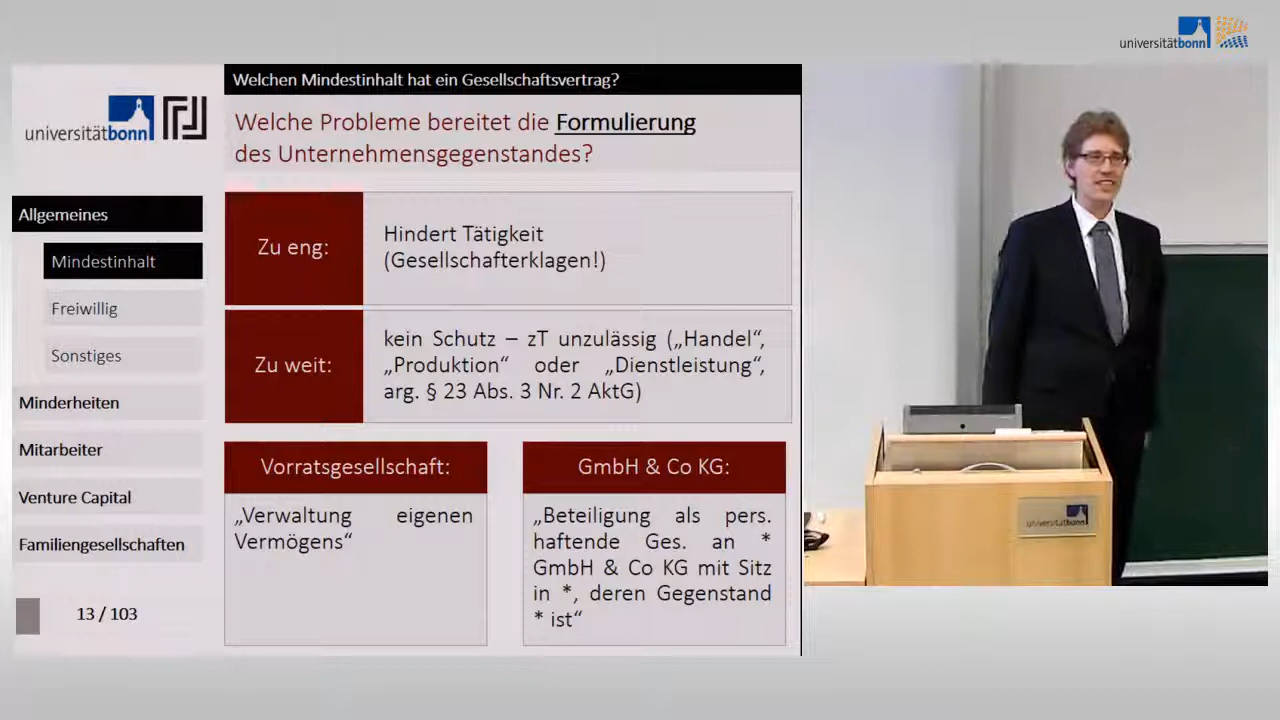 universitätbonn
Welchen Mindestinhalt hat ein Gesellschaftsvertrag?
universitätbonn
Welche Probleme bereitet die Formulierung
des Unternehmensgegenstandes?
Allgemeines
Mindestinhalt
Freiwillig
Sonstiges
Minderheiten
Mitarbeiter
Venture Capital
Familiengesellschaften
13 / 103
Zu eng:
Hindert Tätigkeit
(Gesellschafterklagen!)
Zu weit:
kein Schutz – zT unzulässig („Handel“,
„Produktion“ oder „Dienstleistung“,
arg. § 23 Abs. 3 Nr. 2 AktG)
Vorratsgesellschaft:
„Verwaltung eigenen
Vermögens“
GmbH & Co KG:
„Beteiligung als pers.
haftende Ges. an *
GmbH & Co KG mit Sitz
in *, deren Gegenstand
* ist“
universitätbonn